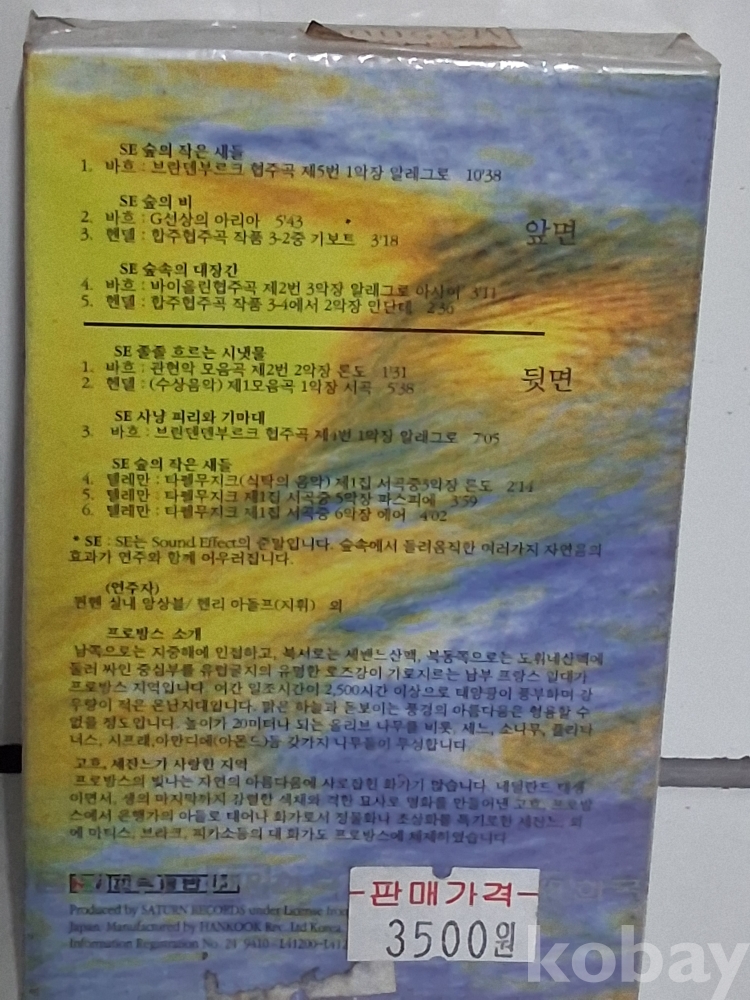 SE 숲의 작은 새들
1. 바흐 : 브란덴부르크 협주곡 제5번 1악장 알레그로 10'38
SE 숲의 비
2. 바흐 : G선상의 아리아 5'43
3. 헨델 : 합주협주곡 작품 3-2중 가보트 3'18
앞면
SE 숲속의 대장간
4. 바흐 : 바이올린협주곡 제2번 3악장 알레그로 아사이 3'11
5. 헨델 : 합주협주곡 작품 3-4에서 2악장 안단테 2'36
SE 졸졸 흐르는 시냇물
1. 바흐 : 관현악 모음곡 제2번 2악장 론도 1'31
2. 헨델 : (수상음악) 제1모음곡 1악장 서곡 5'38
뒷면
SE 사냥 피리와 기마대
3. 바흐 : 브린덴덴부르크 협주곡 제4번 1악장 알레그로 7'05
SE 숲의 작은 새들
4. 텔레만 : 타펠무지크(식탁의 음악) 제1집 서곡중3악장 론도 2'14
5. 텔레만 : 타펠무지크 제1집 서곡중 5악장 파스피에 3'59
6. 텔레만 : 타펠무지크 제1집 서곡중 6악장 에어 4'02
* SE : SE는 Sound Effect의 준말입니다. 숲속에서 들려옴직한 여러가지 자연음의
효과가 연주와 함께 어우러집니다.
(연주자)
뮌헨 실내 앙상블/ 헨리 아돌프(지휘) 외
프로방스 소개
남쪽으로는 지중해에 인접하고, 북서로는 세벤느산맥, 북동쪽으로는 도휘네산맥에
둘러 싸인 중심부를 유럽굴지의 유명한 로즈강이 가로지르는 남부 프랑스 일대가
프로방스 지역입니다. 연간 일조시간이 2,500시간 이상으로 태양광이 풍부하며 강
우량이 적은 온난지대입니다. 맑은 하늘과 돋보이는 풍경의 아름다움은 형용할 수
없을 정도입니다. 높이가 20미터나 되는 올리브 나무를 비롯, 세느, 소나무, 플라타
너스, 시프래,아만디에(아몬드)등 갖가지 나무들이 무성합니다.
고호, 세잔느가 사랑한 지역
프로방스의 빛나는 자연의 아름다움에 사로잡힌 화가가 많습니다. 네덜란드 태생
이면서, 생의 마지막까지 강렬한 색채와 격한 묘사로 명화를 만들어낸 고호, 프로방
스에서 은행가의 아들로 태어나 화가로서 정물화나 초상화를 특기로한 세잔느, 외
에 마티스, 브라크, 피카소등의 대 화가도 프로방스에 체제하였습니다.
Produced by SATURN RECORDS under License from
Japan. Manufactured by HANKOOK Rec. Ltd Korea.
Information Registration No. 24 9410
판매가격
3500원
kobay